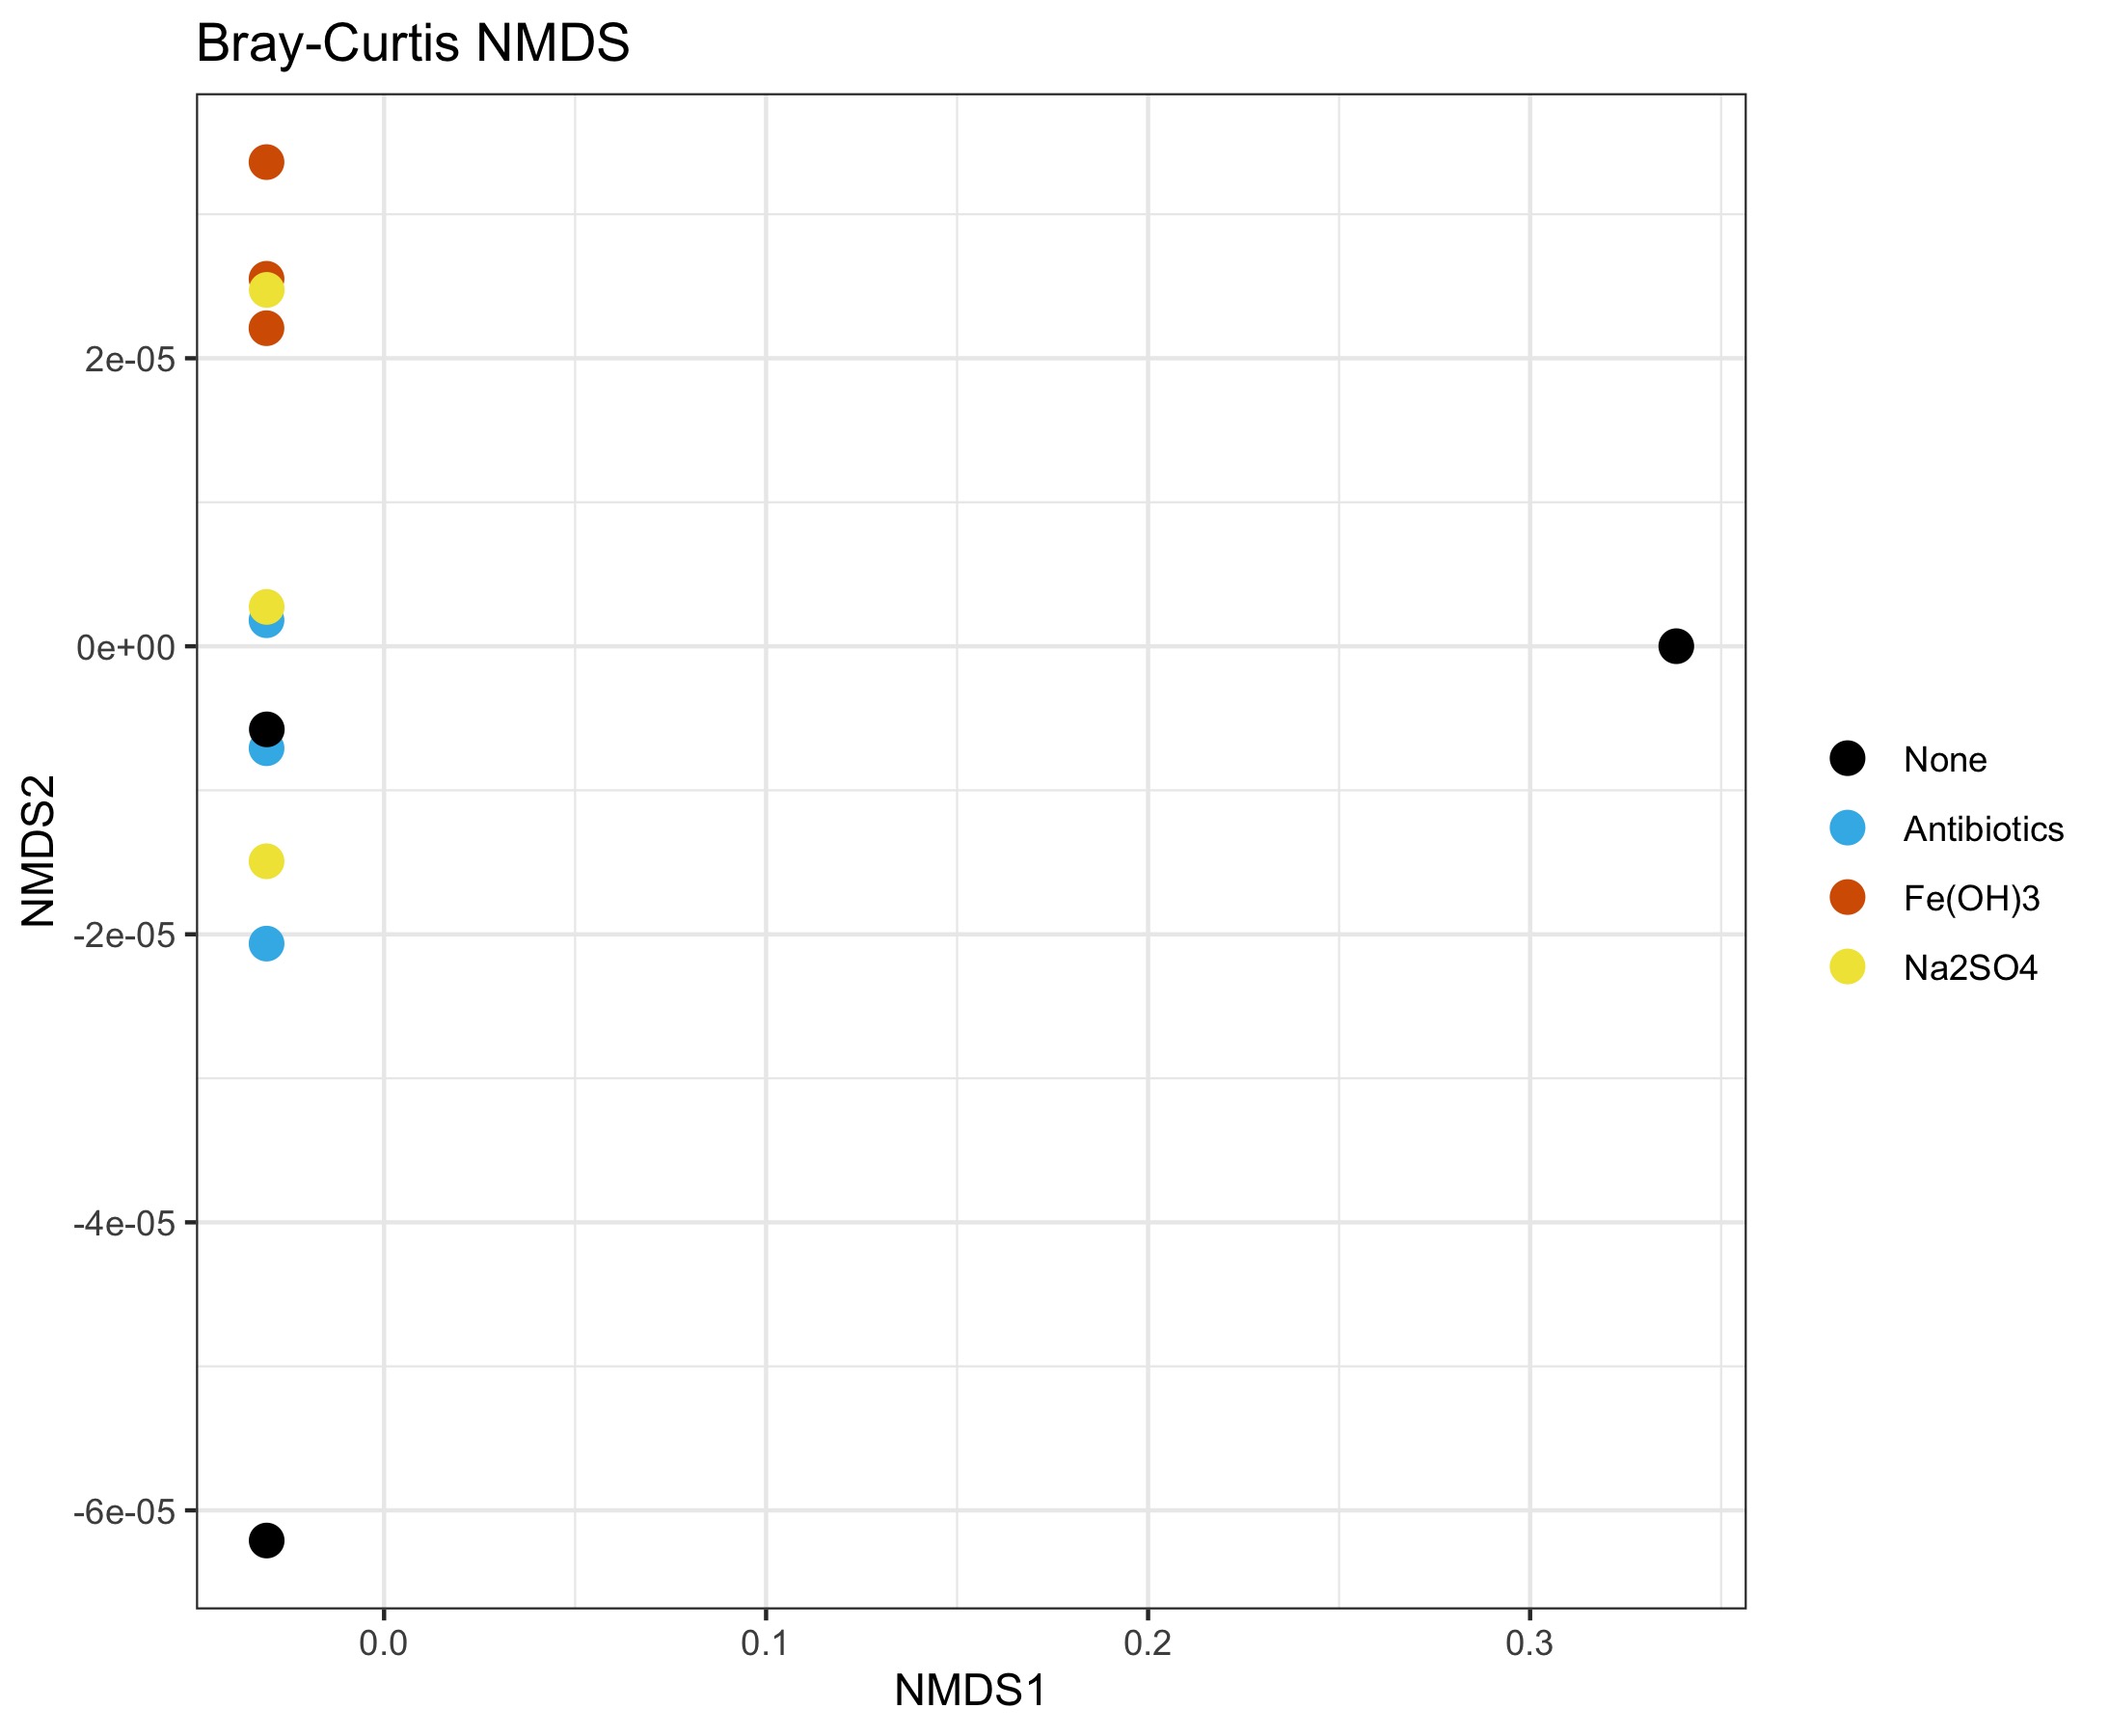 Bray-Curtis NMDS
2e-05
0e+00
-2e-05
-4e-05
-6e-05
NMDS2
0.0
0.1
0.2
0.3
NMDS1
None
Antibiotics
Fe(OH)3
Na2SO4